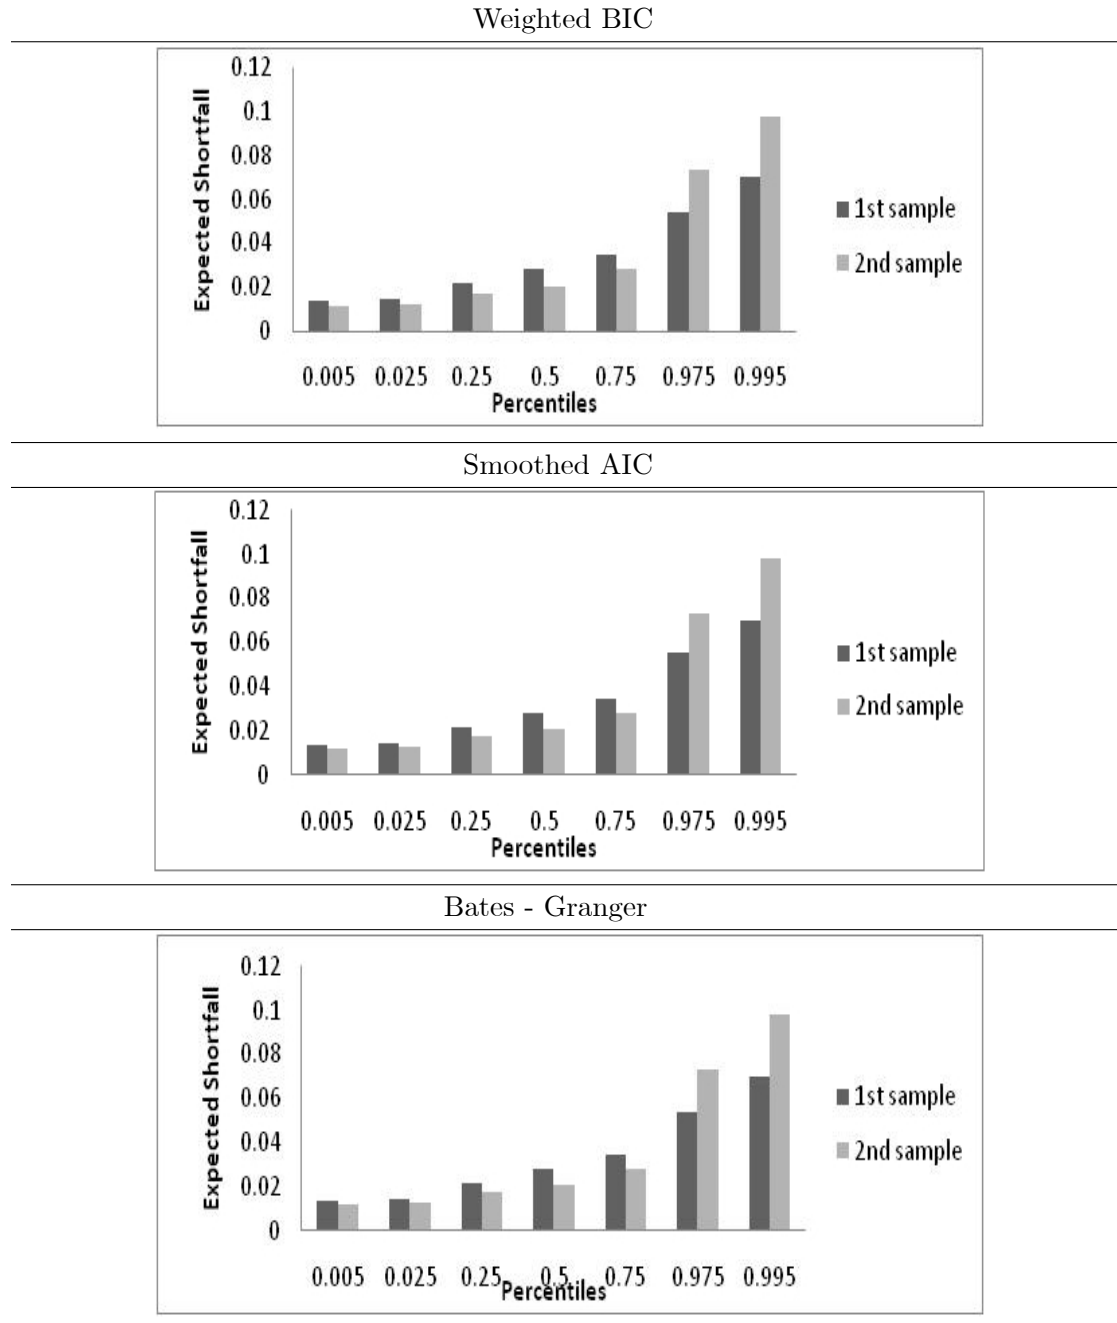 Weighted BIC
0.12
0.1
0.08
0.06
0.04
0.02
0
Expected Shortfall
1st sample
2nd sample
0.005 0.025 0.25 0.5 0.75 0.975 0.995
Percentiles
Smoothed AIC
0.12
0.1
0.08
0.06
0.04
0.02
0
Expected Shortfall
1st sample
2nd sample
0.005 0.025 0.25 0.5 0.75 0.975 0.995
Percentiles
Bates - Granger
0.12
0.1
0.08
0.06
0.04
0.02
0
Expected Shortfall
1st sample
2nd sample
0.005 0.025 0.25 0.5 0.75 0.975 0.995
Percentiles